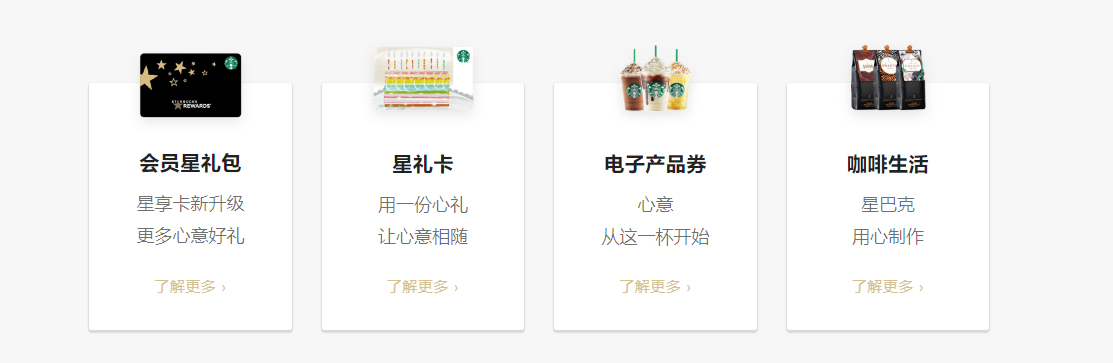 STARBUCKS
REWARDS
会员星礼包
星享卡新升级
更多心意好礼
了解更多 ›
星礼卡
用一份心礼
让心意相随
了解更多 ›
电子产品券
心意
从这一杯开始
了解更多 ›
咖啡生活
星巴克
用心制作
了解更多 ›